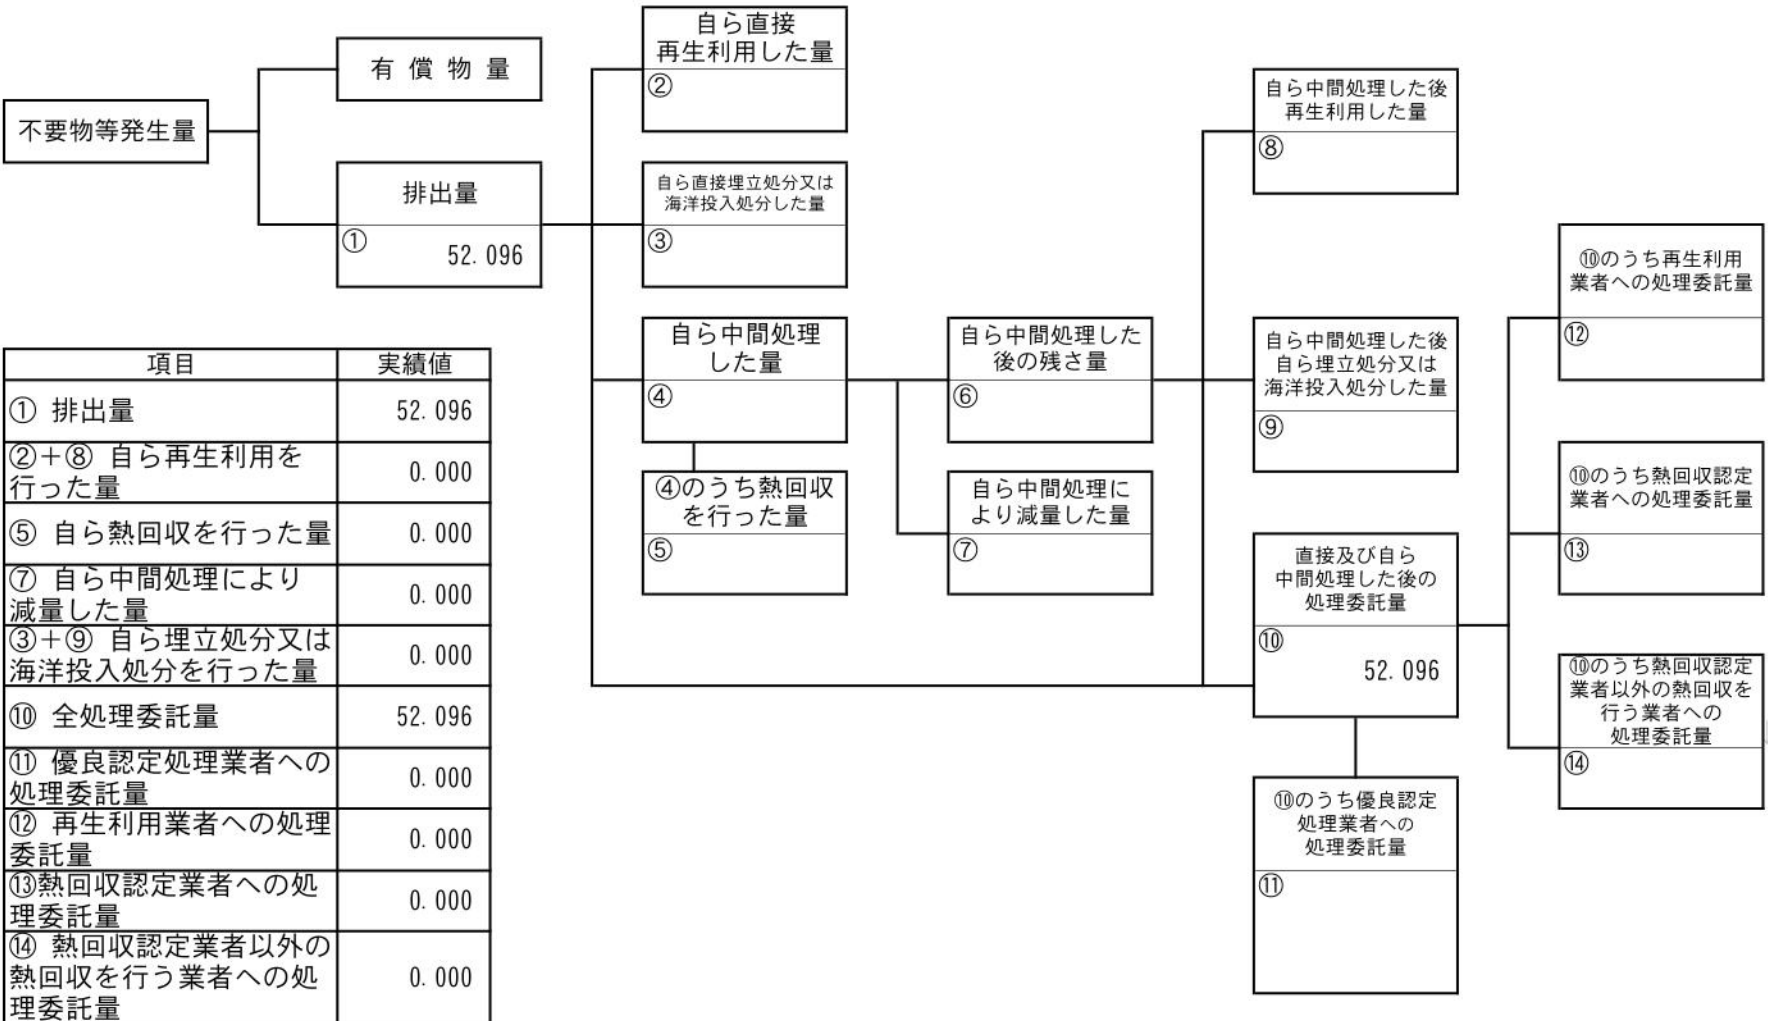 不要物等発生量
有 償 物 量
排出量
①
52.096
自ら直接
再生利用した量
②
自ら直接埋立処分又は
海洋投入処分した量
③
自ら中間処理
した量
④
④のうち熱回収
を行った量
⑤
自ら中間処理した
後の残さ量
⑥
自ら中間処理に
より減量した量
⑦
自ら中間処理した後
再生利用した量
⑧
自ら中間処理した後
自ら埋立処分又は
海洋投入処分した量
⑨
直接及び自ら
中間処理した後の
処理委託量
⑩
52.096
⑩のうち優良認定
処理業者への
処理委託量
⑪
⑩のうち再生利用
業者への処理委託量
⑫
⑩のうち熱回収認定
業者への処理委託量
⑬
⑩のうち熱回収認定
業者以外の熱回収を
行う業者への
処理委託量
⑭
項目 実績値
① 排出量 52.096
②＋⑧ 自ら再生利用を
行った量 0.000
⑤ 自ら熱回収を行った量 0.000
⑦ 自ら中間処理により
減量した量 0.000
③＋⑨ 自ら埋立処分又は
海洋投入処分を行った量 0.000
⑩ 全処理委託量 52.096
⑪ 優良認定処理業者への
処理委託量 0.000
⑫ 再生利用業者への処理
委託量 0.000
⑬熱回収認定業者への処
理委託量 0.000
⑭ 熱回収認定業者以外の
熱回収を行う業者への処 0.000
理委託量